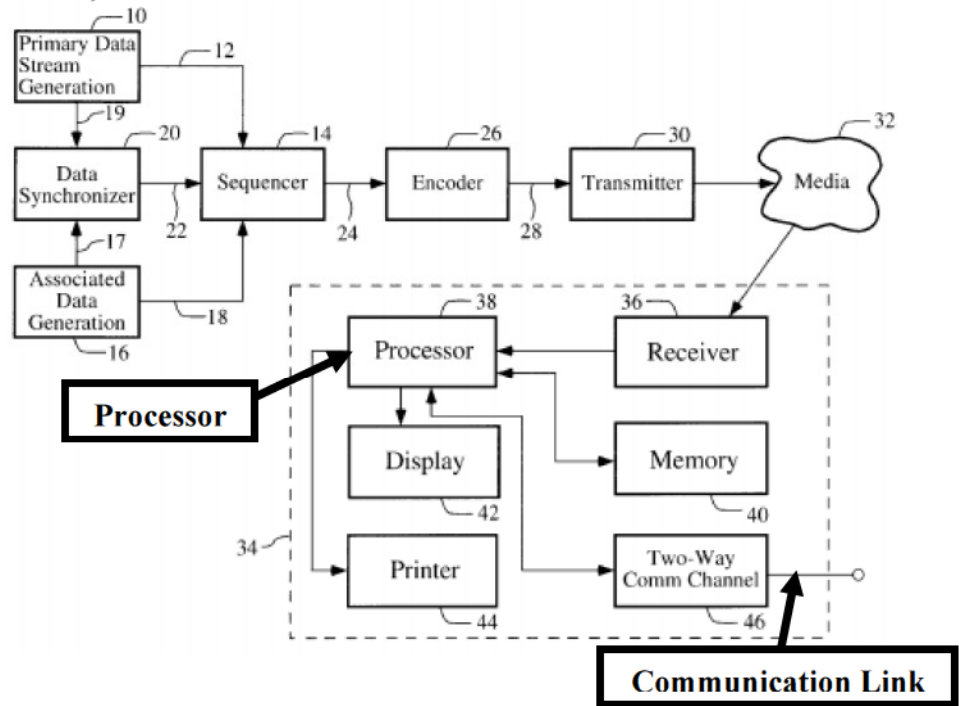 10
Primary Data
Stream
Generation
12
19
20
14
26
30
32
Data
Synchronizer
Sequencer
Encoder
Transmitter
Media
22
24
28
17
Associated
Data
Generation
18
16
38
36
Processor
Receiver
Processor
Display
Memory
42
40
34
Printer
Two-Way
Comm Channel
44
46
Communication Link